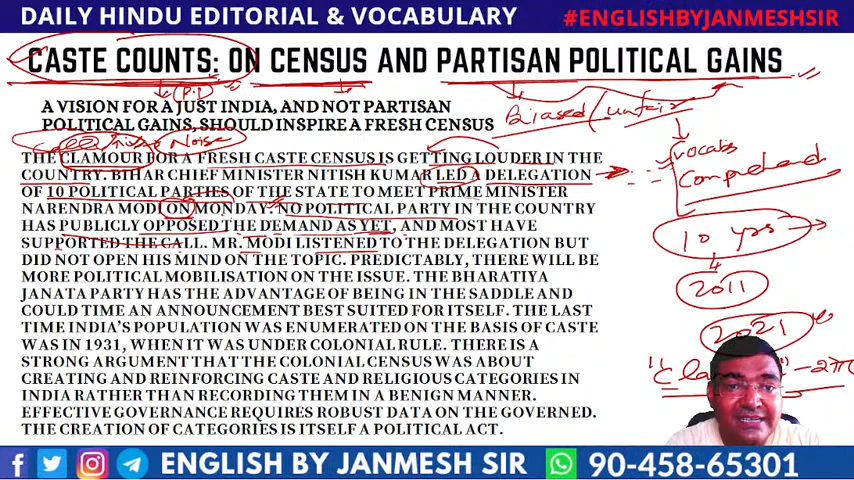 DAILY HINDU EDITORIAL & VOCABULARY
#ENGLISHBYJANMESHSIR
CASTE COUNTS: ON CENSUS AND PARTISAN POLITICAL GAINS
(P.P)
A VISION FOR A JUST INDIA, AND NOT PARTISAN
POLITICAL GAINS, SHOULD INSPIRE A FRESH CENSUS
Biased/unfair
Noise
THE CLAMOUR FOR A FRESH CASTE CENSUS IS GETTING LOUDER IN THE
COUNTRY. BIHAR CHIEF MINISTER NITISH KUMAR LED A DELEGATION
OF 10 POLITICAL PARTIES OF THE STATE TO MEET PRIME MINISTER
NARENDRA MODI ON MONDAY. NO POLITICAL PARTY IN THE COUNTRY
HAS PUBLICLY OPPOSED THE DEMAND AS YET, AND MOST HAVE
SUPPORTED THE CALL. MR. MODI LISTENED TO THE DELEGATION BUT
DID NOT OPEN HIS MIND ON THE TOPIC. PREDICTABLY, THERE WILL BE
MORE POLITICAL MOBILISATION ON THE ISSUE. THE BHARATIYA
JANATA PARTY HAS THE ADVANTAGE OF BEING IN THE SADDLE AND
COULD TIME AN ANNOUNCEMENT BEST SUITED FOR ITSELF. THE LAST
TIME INDIA'S POPULATION WAS ENUMERATED ON THE BASIS OF CASTE
WAS IN 1931, WHEN IT WAS UNDER COLONIAL RULE. THERE IS A
STRONG ARGUMENT THAT THE COLONIAL CENSUS WAS ABOUT
CREATING AND REINFORCING CASTE AND RELIGIOUS CATEGORIES IN
INDIA RATHER THAN RECORDING THEM IN A BENIGN MANNER.
EFFECTIVE GOVERNANCE REQUIRES ROBUST DATA ON THE GOVERNED.
THE CREATION OF CATEGORIES IS ITSELF A POLITICAL ACT.
vocabs
Comprehend
10 yrs
2011
2021
ENGLISH BY JANMESH SIR
90-458-65301